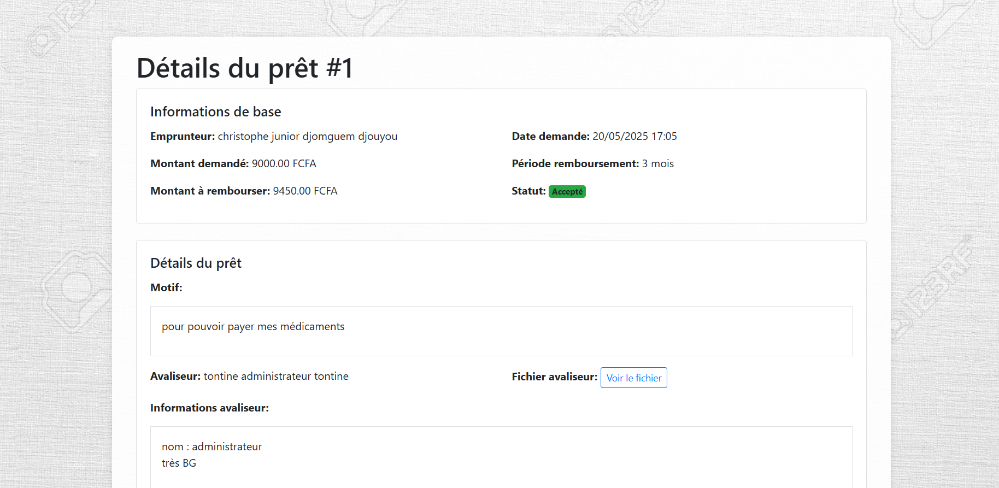 Détails du prêt #1
Informations de base
Emprunteur: christophe junior djomguem djouyou
Date demande: 20/05/2025 17:05
Montant demandé: 9000.00 FCFA
Période remboursement: 3 mois
Montant à rembourser: 9450.00 FCFA
Statut: Accepté
Détails du prêt
Motif:
pour pouvoir payer mes médicaments
Avaliseur: tontine administrateur tontine
Fichier avaliseur: Voir le fichier
Informations avaliseur:
nom : administrateur
très BG
123RF